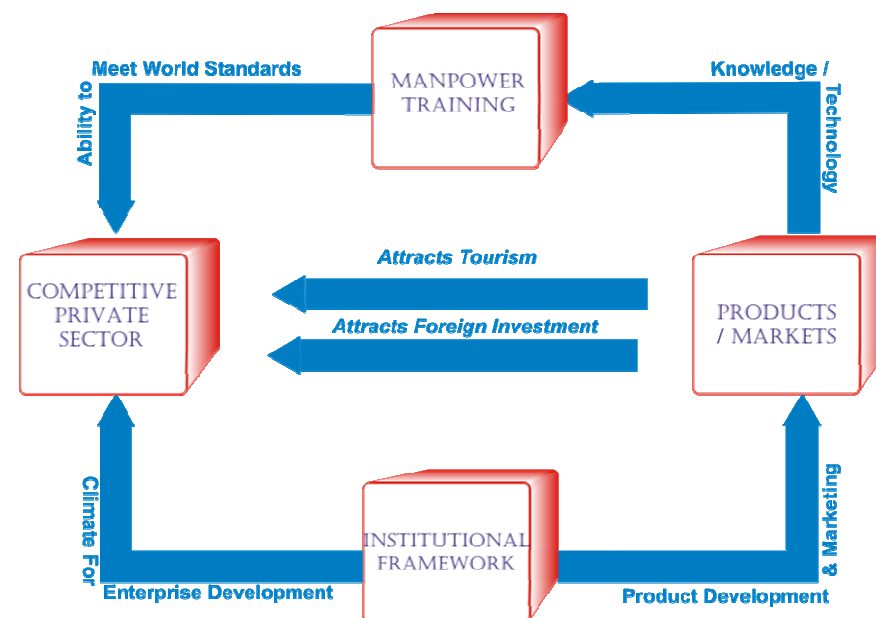 Meet World Standards
Ability to
MANPOWER
TRAINING
Knowledge /
Technology
COMPETITIVE
PRIVATE
SECTOR
Attracts Tourism
Attracts Foreign Investment
PRODUCTS
/ MARKETS
Climate For
Enterprise Development
INSTITUTIONAL
FRAMEWORK
Product Development
& Marketing